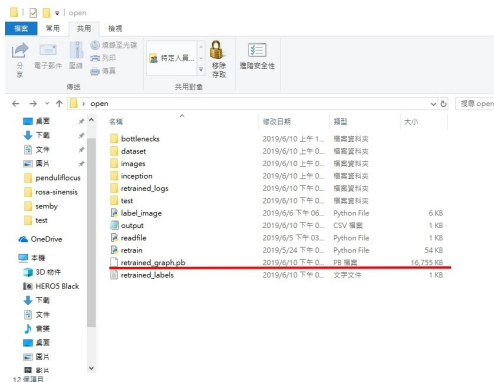 open
檔案 常用 共用 檢視
分享
電子郵件
壓縮
燒錄至光碟
列印
傳真
特定人員...
移除存取
進階安全性
傳送
共用對象
open
搜尋 open
名稱 修改日期 類型 大小
桌面
下載
文件
圖片
penduliflocus
rosa-sinensis
semby
test
OneDrive
本機
3D 物件
HERO5 Black
下載
文件
音樂
桌面
圖片
影片
bottlenecks 2019/6/10 上午 1... 檔案資料夾
dataset 2019/6/10 上午 0... 檔案資料夾
images 2019/6/10 上午 0... 檔案資料夾
inception 2019/6/10 下午 0... 檔案資料夾
retrained_logs 2019/6/10 下午 0... 檔案資料夾
test 2019/6/10 下午 0... 檔案資料夾
label_image 2019/6/6 下午 06... Python File 6 KB
output 2019/6/10 下午 0... CSV 檔案 1 KB
readfile 2019/6/5 下午 03... Python File 1 KB
retrain 2019/5/24 下午 0... Python File 54 KB
retrained_graph.pb 2019/6/10 下午 0... PB 檔案 16,755 KB
retrained_labels 2019/6/10 下午 0... 文字文件 1 KB
12 個項目